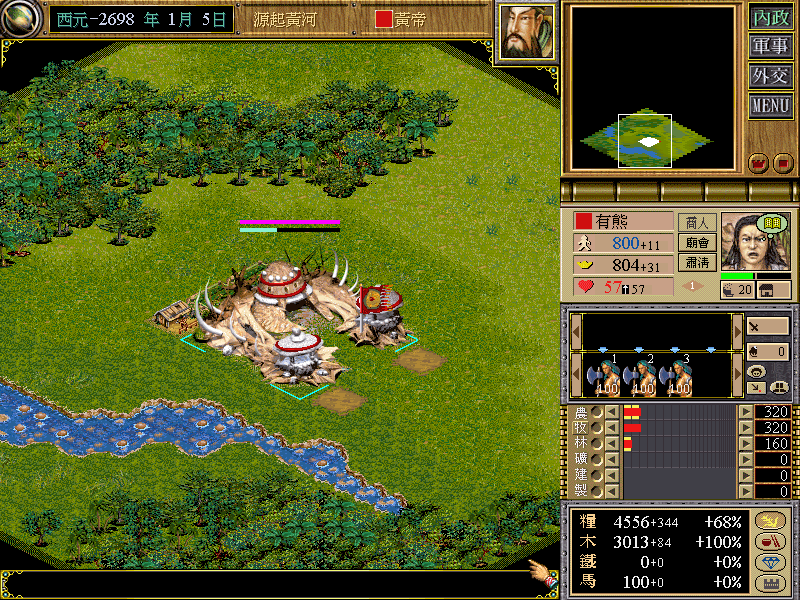 西元-2698 年 1月 5日 源起黃河 黃帝
內政
軍事
外交
MENU
有熊 商人
800+11 廟會
804+31 肅清
57 57 1 20
1 2 3
100 100 100 0
農 320
牧 320
林 160
礦 0
建 0
製 0
糧 4556+344 +68%
木 3013+84 +100%
鐵 0+0 +0%
馬 100+0 +0%